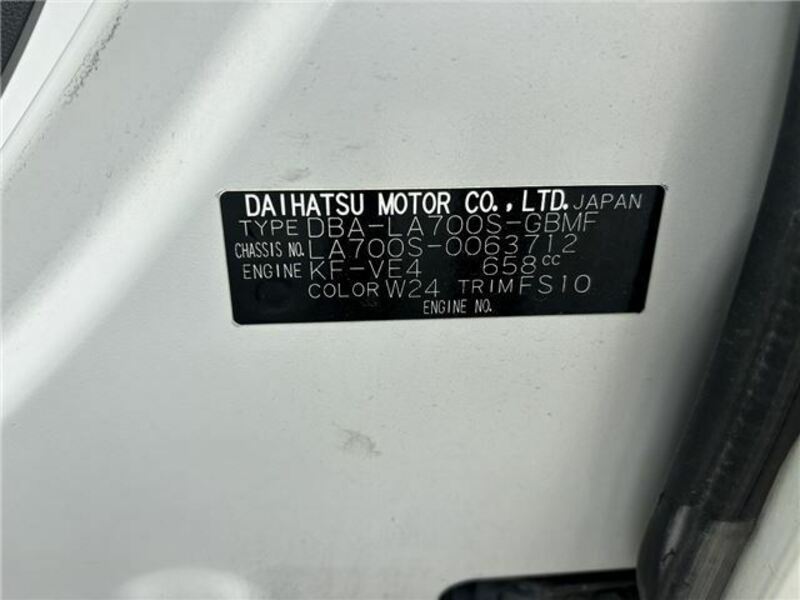 DAIHATSU MOTOR CO., LTD. JAPAN
TYPE DBA-LA700S-GBMF
CHASSIS NO. LA700S-0063712
ENGINE KF-VE4 658cc
COLOR W24 TRIM FS10
ENGINE NO.